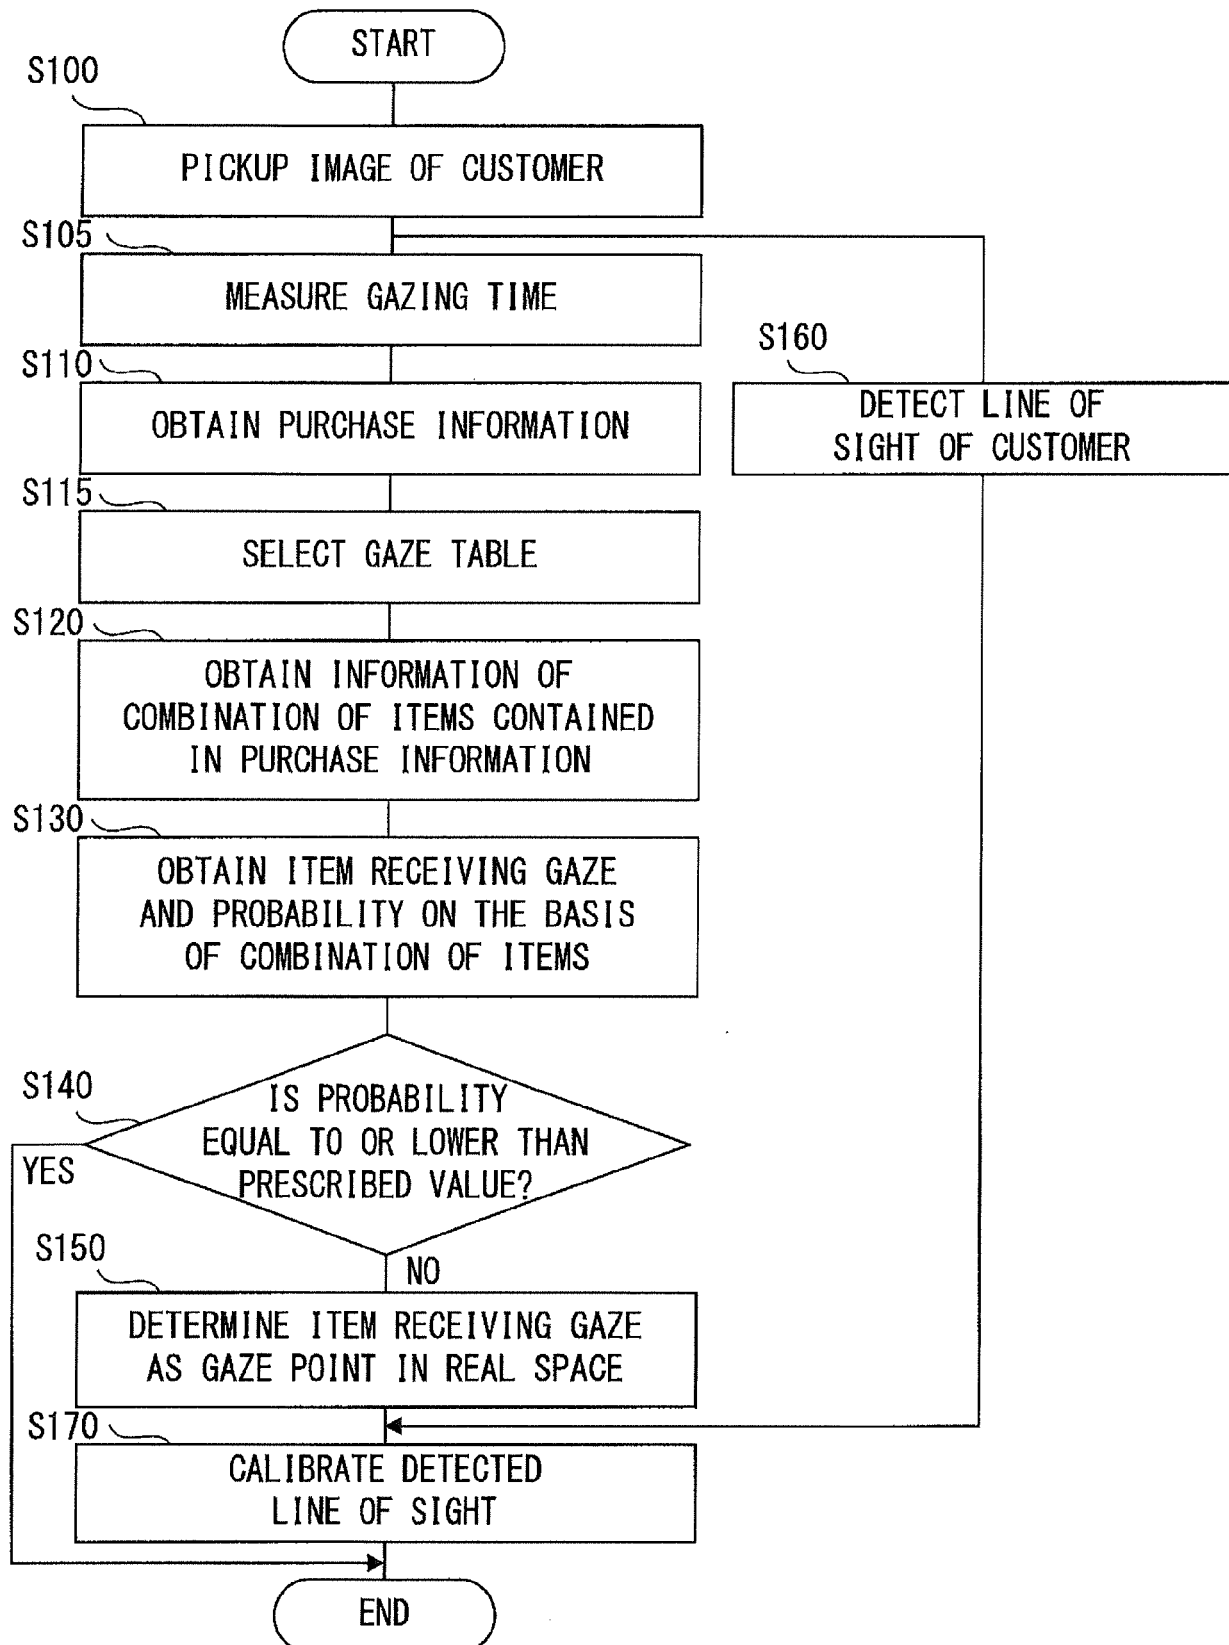 START
S100
PICKUP IMAGE OF CUSTOMER
S105
MEASURE GAZING TIME
S110
OBTAIN PURCHASE INFORMATION
S160
DETECT LINE OF
SIGHT OF CUSTOMER
S115
SELECT GAZE TABLE
S120
OBTAIN INFORMATION OF
COMBINATION OF ITEMS CONTAINED
IN PURCHASE INFORMATION
S130
OBTAIN ITEM RECEIVING GAZE
AND PROBABILITY ON THE BASIS
OF COMBINATION OF ITEMS
S140
IS PROBABILITY
EQUAL TO OR LOWER THAN
PRESCRIBED VALUE?
YES
NO
S150
DETERMINE ITEM RECEIVING GAZE
AS GAZE POINT IN REAL SPACE
S170
CALIBRATE DETECTED
LINE OF SIGHT
END